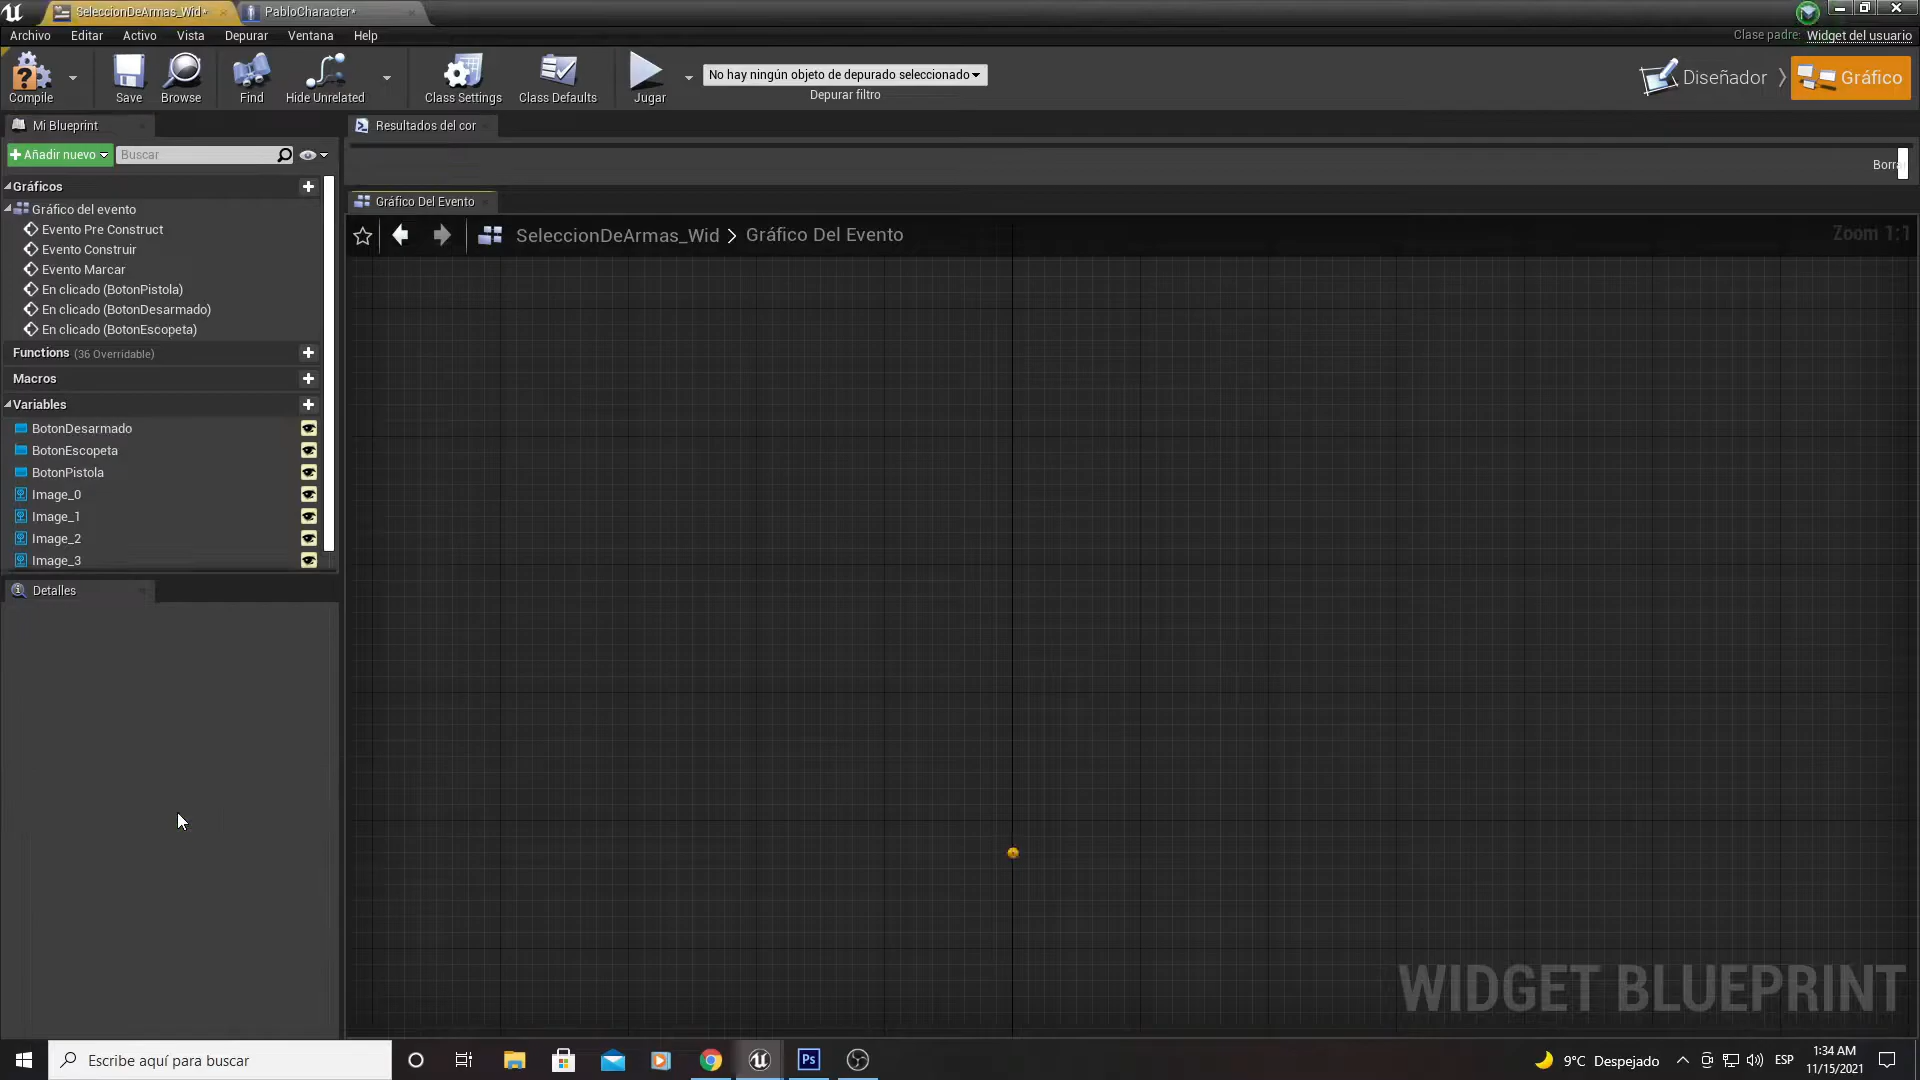 SeleccionDeArmas_Wid*
PabloCharacter*
Archivo Editar Activo Vista Depurar Ventana Help
Clase padre: Widget del usuario
Compile
Save
Browse
Find
Hide Unrelated
Class Settings
Class Defaults
Jugar
No hay ningún objeto de depurado seleccionado
Depurar filtro
Diseñador
Gráfico
Mi Blueprint
Añadir nuevo
Buscar
Gráficos
Gráfico del evento
Evento Pre Construct
Evento Construir
Evento Marcar
En clicado (BotonPistola)
En clicado (BotonDesarmado)
En clicado (BotonEscopeta)
Functions (36 Overridable)
Macros
Variables
BotonDesarmado
BotonEscopeta
BotonPistola
Image_0
Image_1
Image_2
Image_3
Detalles
Resultados del cor
Borra
Gráfico Del Evento
SeleccionDeArmas_Wid > Gráfico Del Evento
Zoom 1:1
WIDGET BLUEPRINT
Escribe aquí para buscar
Ps
9°C Despejado
ESP
1:34 AM
11/15/2021